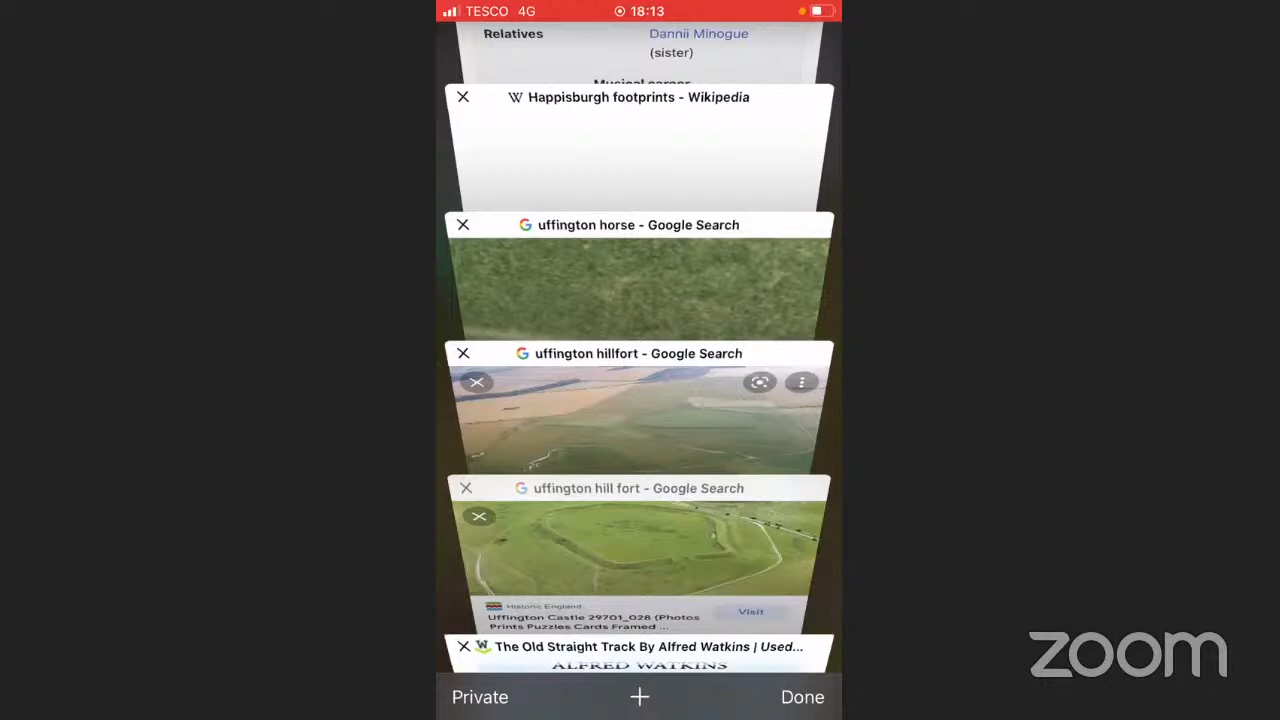 TESCO 4G 18:13
Relatives Dannii Minogue
(sister)
Musical career
Happisburgh footprints - Wikipedia
uffington horse - Google Search
uffington hillfort - Google Search
uffington hill fort - Google Search
Historic England
Uffington Castle 29701_028 (Photos
Prints Puzzles Cards Framed ...
Visit
The Old Straight Track By Alfred Watkins | Used...
ALFRED WATKINS
Private + Done
zoom